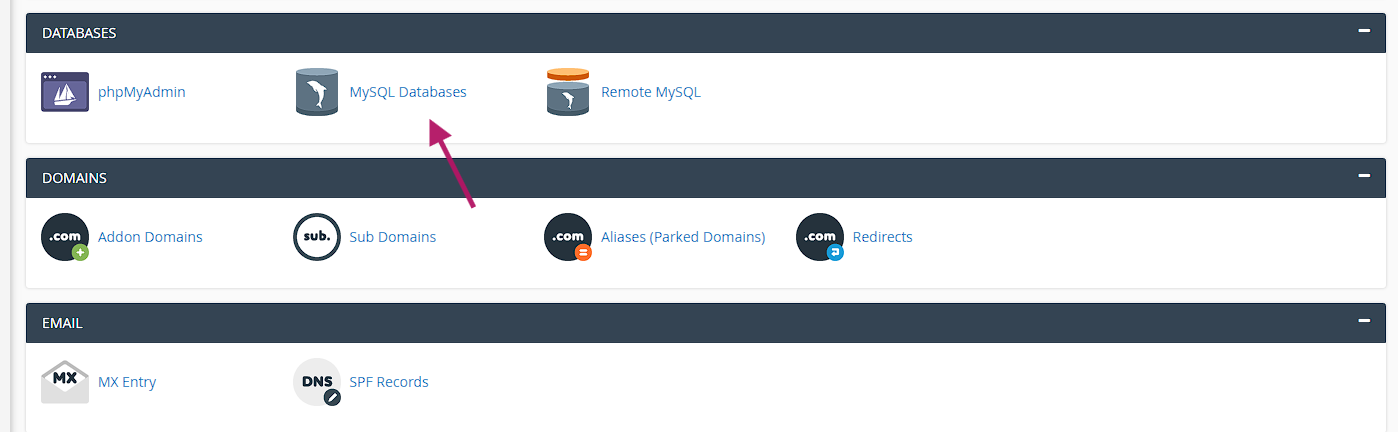 DATABASES
phpMyAdmin
MySQL Databases
Remote MySQL
DOMAINS
.com
Addon Domains
sub.
Sub Domains
.com
Aliases (Parked Domains)
.com
Redirects
EMAIL
MX
MX Entry
DNS
SPF Records